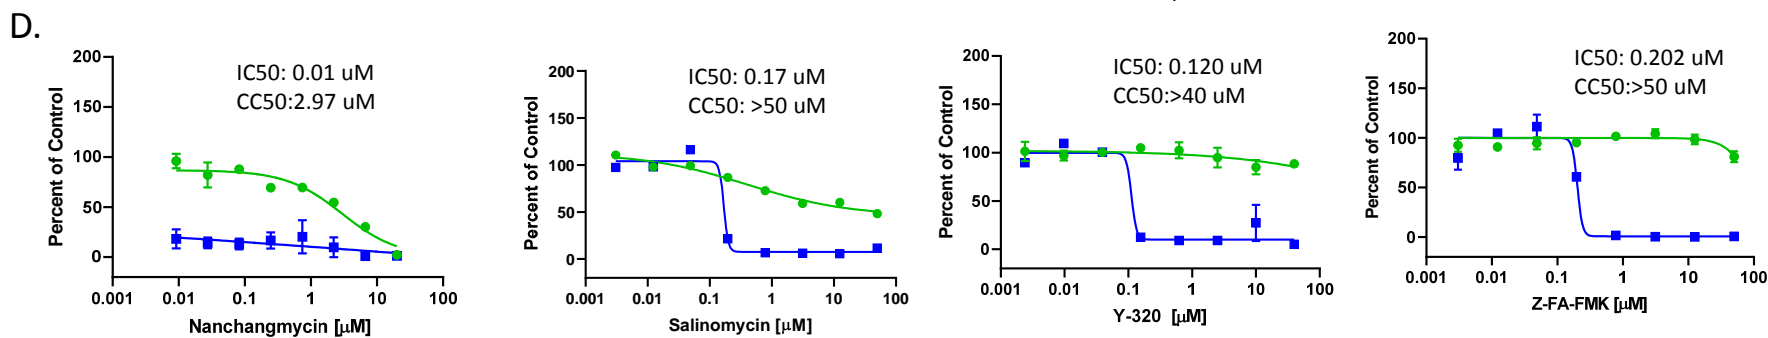 D.
Percent of Control
200
150
100
50
0
IC50: 0.01 uM
CC50:2.97 uM
0.001
0.01
0.1
1
10
100
Nanchangmycin [μM]
Percent of Control
200
150
100
50
0
IC50: 0.17 uM
CC50: >50 uM
0.001
0.01
0.1
1
10
100
Salinomycin [μM]
Percent of Control
200
150
100
50
0
IC50: 0.120 uM
CC50:>40 uM
0.001
0.01
0.1
1
10
100
Y-320 [μM]
Percent of Control
200
150
100
50
0
IC50: 0.202 uM
CC50:>50 uM
0.001
0.01
0.1
1
10
100
Z-FA-FMK [μM]